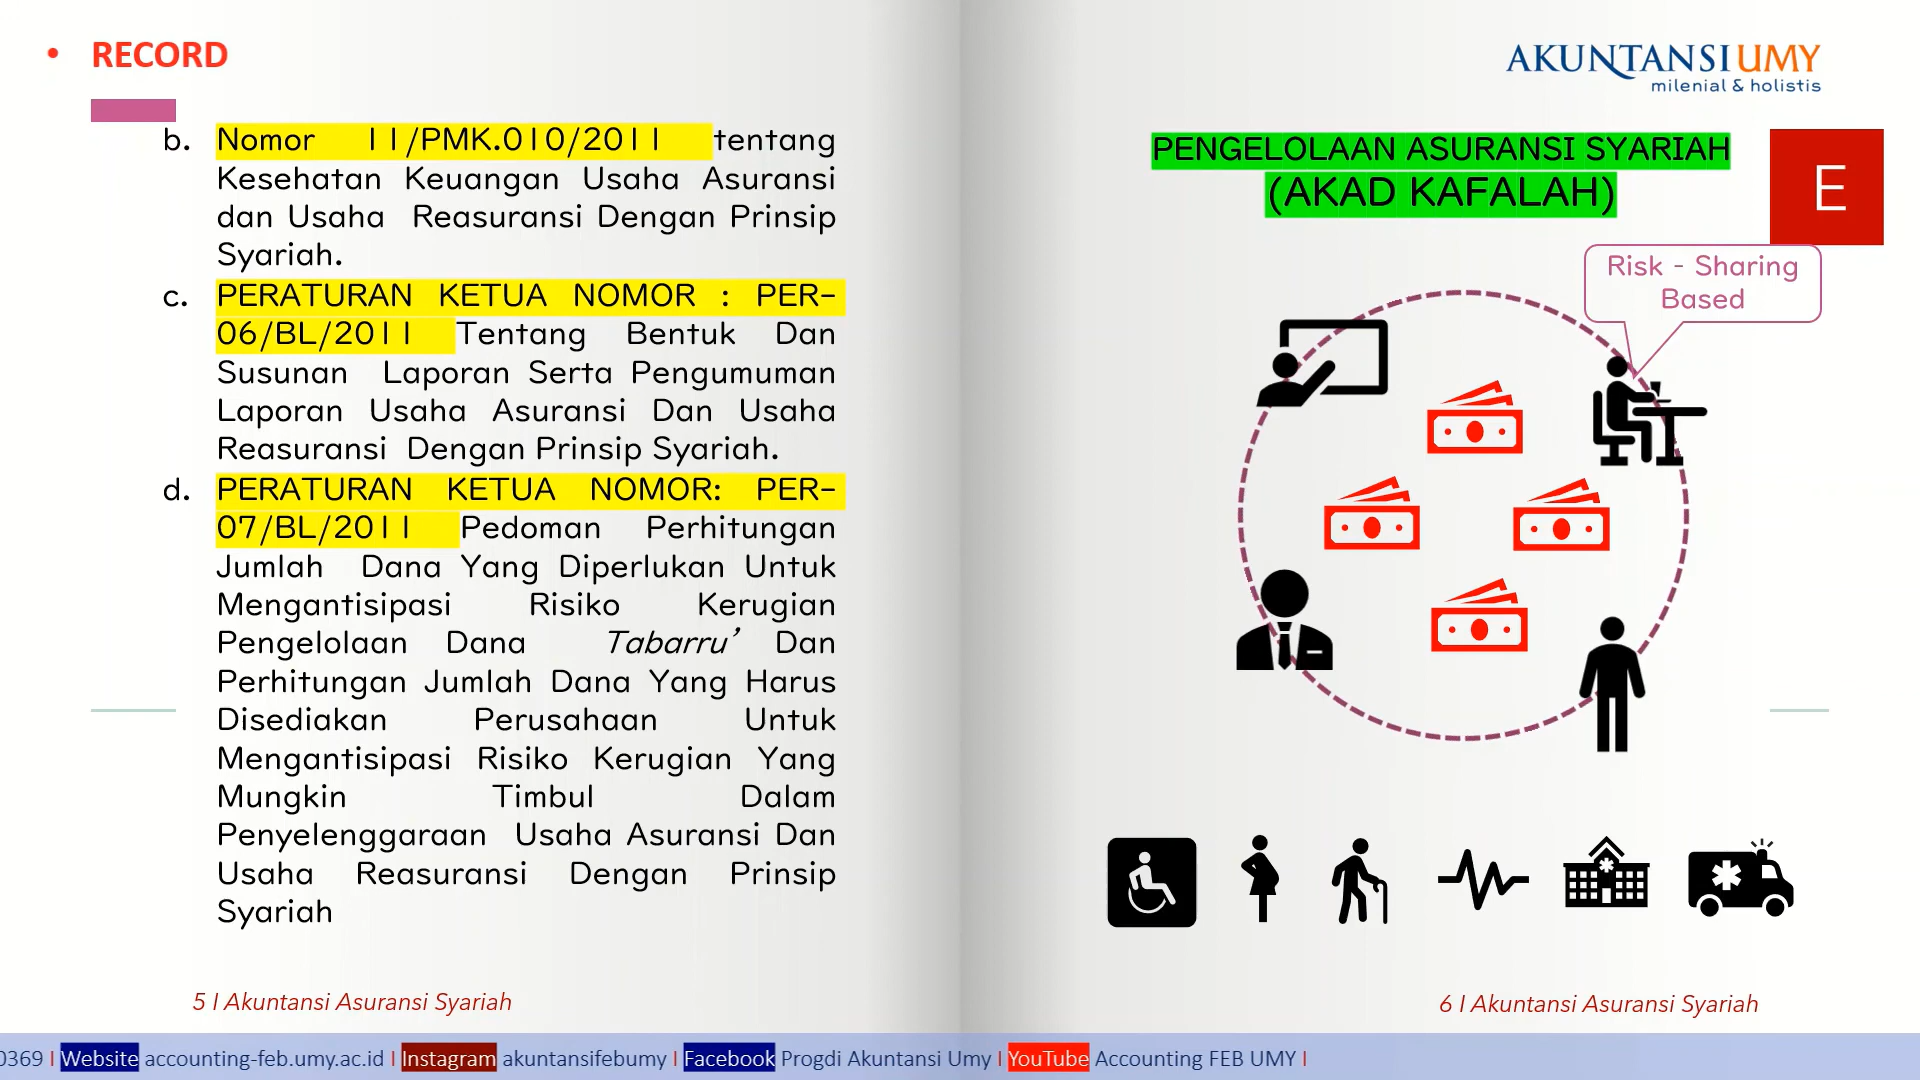 • RECORD
b. Nomor 11/PMK.010/2011 tentang
Kesehatan Keuangan Usaha Asuransi
dan Usaha Reasuransi Dengan Prinsip
Syariah.
c. PERATURAN KETUA NOMOR : PER-
06/BL/2011 Tentang Bentuk Dan
Susunan Laporan Serta Pengumuman
Laporan Usaha Asuransi Dan Usaha
Reasuransi Dengan Prinsip Syariah.
d. PERATURAN KETUA NOMOR: PER-
07/BL/2011 Pedoman Perhitungan
Jumlah Dana Yang Diperlukan Untuk
Mengantisipasi Risiko Kerugian
Pengelolaan Dana Tabarru’ Dan
Perhitungan Jumlah Dana Yang Harus
Disediakan Perusahaan Untuk
Mengantisipasi Risiko Kerugian Yang
Mungkin Timbul Dalam
Penyelenggaraan Usaha Asuransi Dan
Usaha Reasuransi Dengan Prinsip
Syariah
5 I Akuntansi Asuransi Syariah
AKUNTANSI UMY
milenial & holistis
PENGELOLAAN ASURANSI SYARIAH
(AKAD KAFALAH)
E
Risk - Sharing
Based
6 I Akuntansi Asuransi Syariah
0369 I Website accounting-feb.umy.ac.id I Instagram akuntansifebumy I Facebook Progdi Akuntansi Umy I YouTube Accounting FEB UMY I